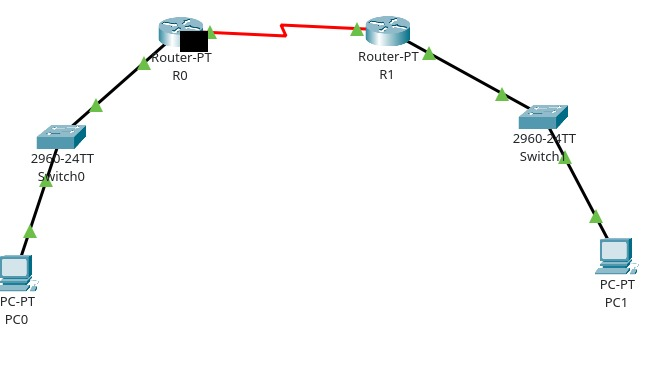 Router-PT
R0
Router-PT
R1
2960-24TT
Switch0
2960-24TT
Switch1
PC-PT
PC0
PC-PT
PC1